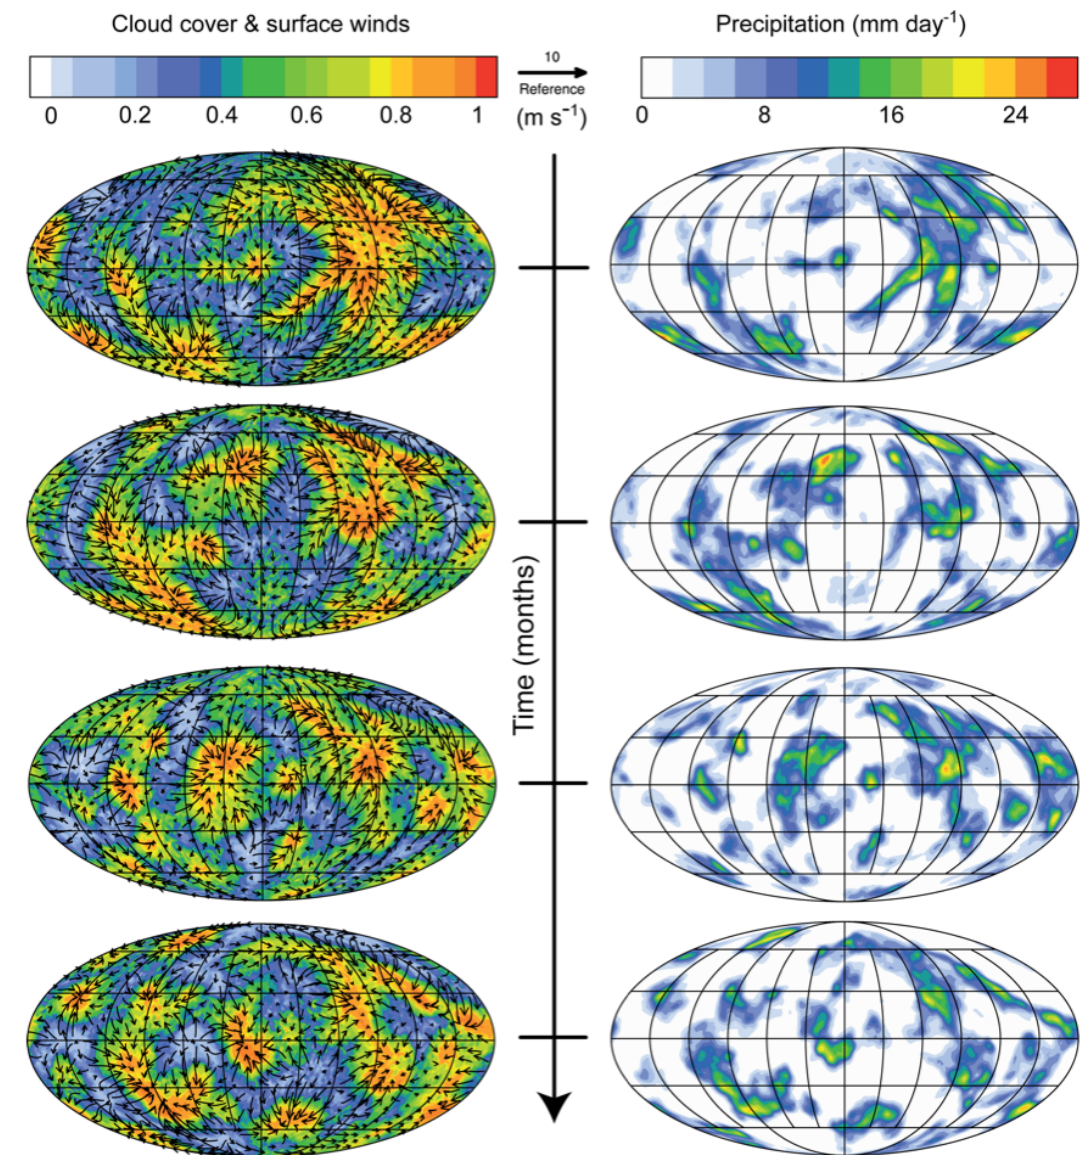 Cloud cover & surface winds
0 0.2 0.4 0.6 0.8 1
10
Reference
(m s⁻¹)
Precipitation (mm day⁻¹)
0 8 16 24
Time (months)